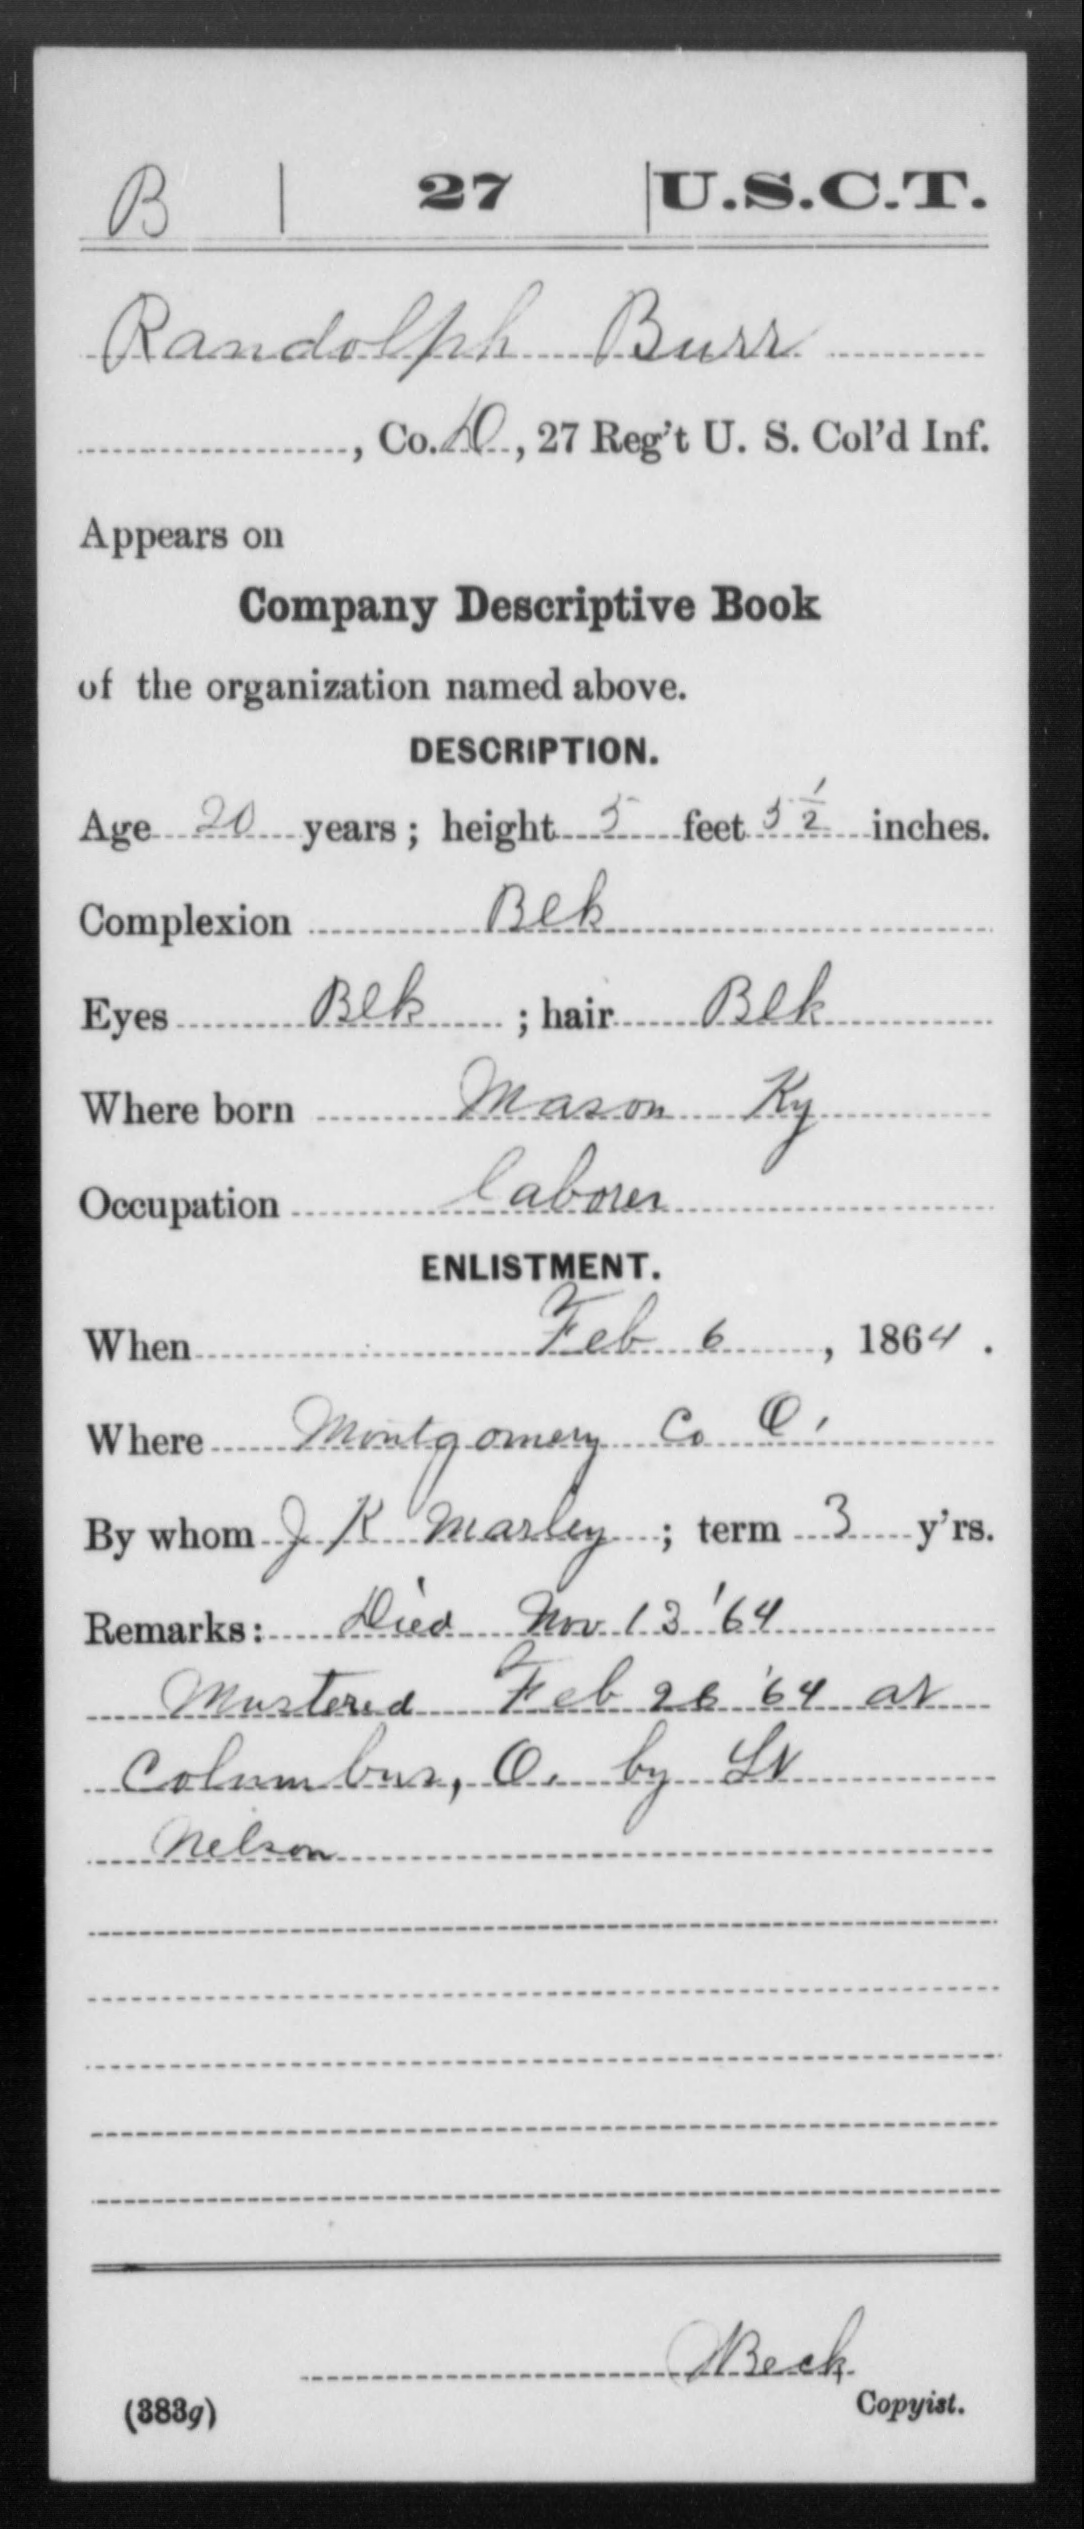 B | 27 | U.S.C.T.
Randolph Burr
, Co. D, 27 Reg't U. S. Col'd Inf.
Appears on
Company Descriptive Book
of the organization named above.
DESCRIPTION.
Age 20 years; height 5 feet 3 1/2 inches.
Complexion Blk
Eyes Blk ; hair Blk
Where born Mason Ky
Occupation laborer
ENLISTMENT.
When Feb 6, 1864.
Where Montgomery Co O.
By whom J K Marley; term 3 y'rs.
Remarks: Died Nov 13 '64
Mustered Feb 26 '64 at
Columbus, O. by Lt
Nelson
Beck
(383g) Copyist.